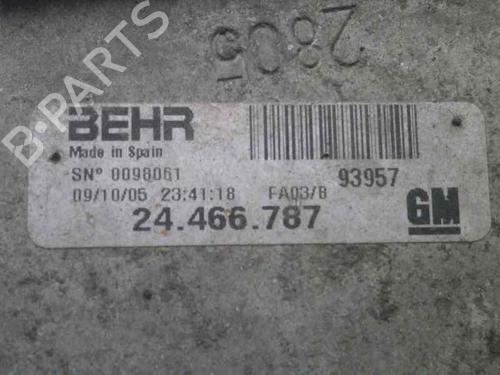 2805
B-PARTS
BEHR
Made in Spain
SNº 0098061
93957
09/10/05 23:41:18 FA03/B
24.466.787
GM